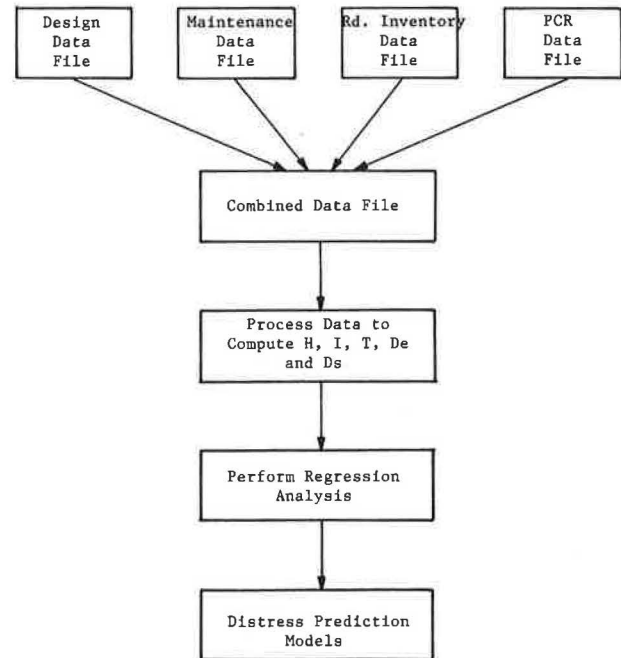 Design
Data
File
Maintenance
Data
File
Rd. Inventory
Data
File
PCR
Data
File
Combined Data File
Process Data to
Compute H, I, T, De
and Ds
Perform Regression
Analysis
Distress Prediction
Models